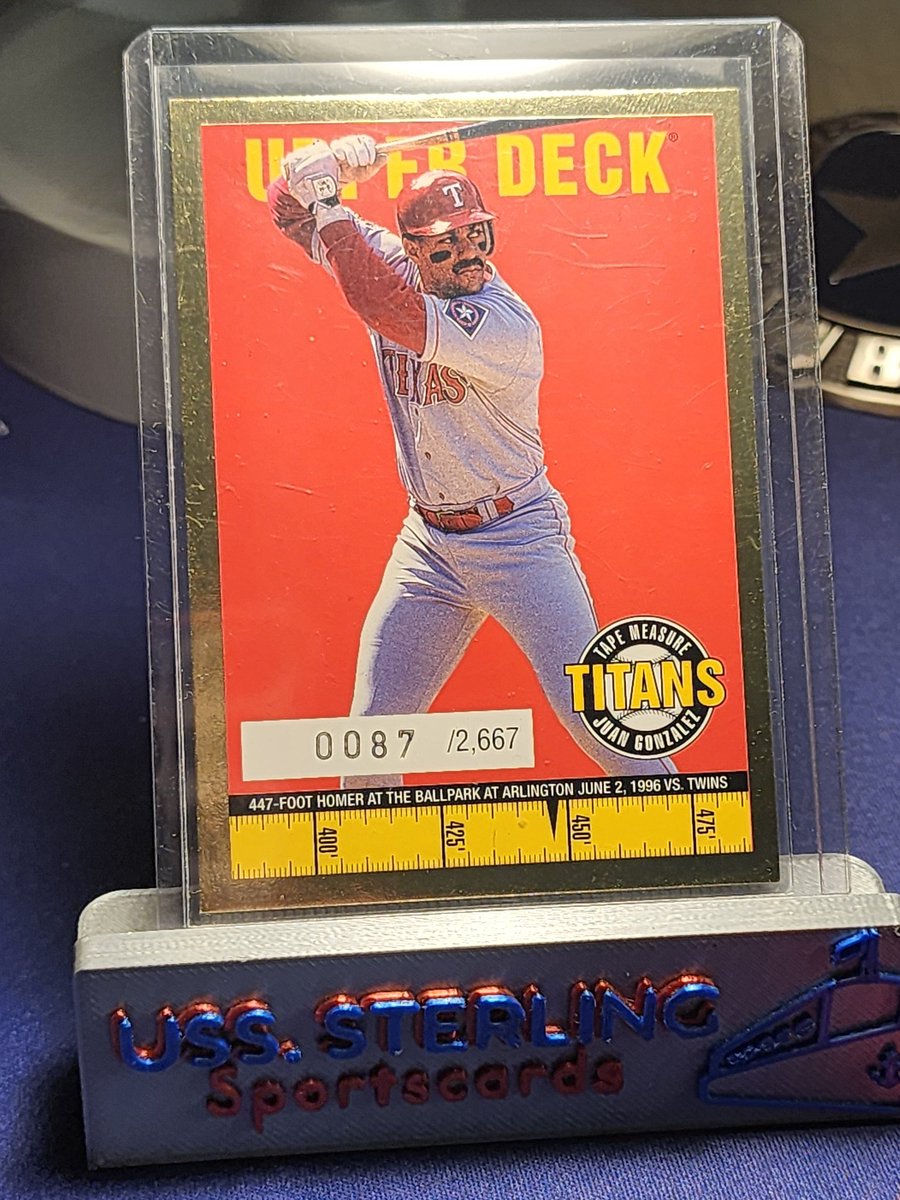 UPPER DECK®
T
TEXAS
TAPE MEASURE
TITANS
JUAN GONZALEZ
0087 /2,667
447-FOOT HOMER AT THE BALLPARK AT ARLINGTON JUNE 2, 1996 VS. TWINS
400' 425' 450' 475'
USS. STERLING
Sportscards